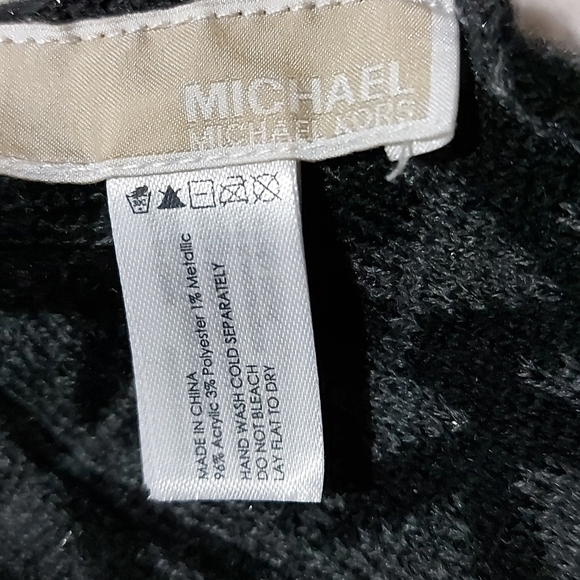 MICHAEL
MICHAEL KORS
MADE IN CHINA
96% Acrylic 3% Polyester 1% Metallic
HAND WASH COLD SEPARATELY
DO NOT BLEACH
LAY FLAT TO DRY